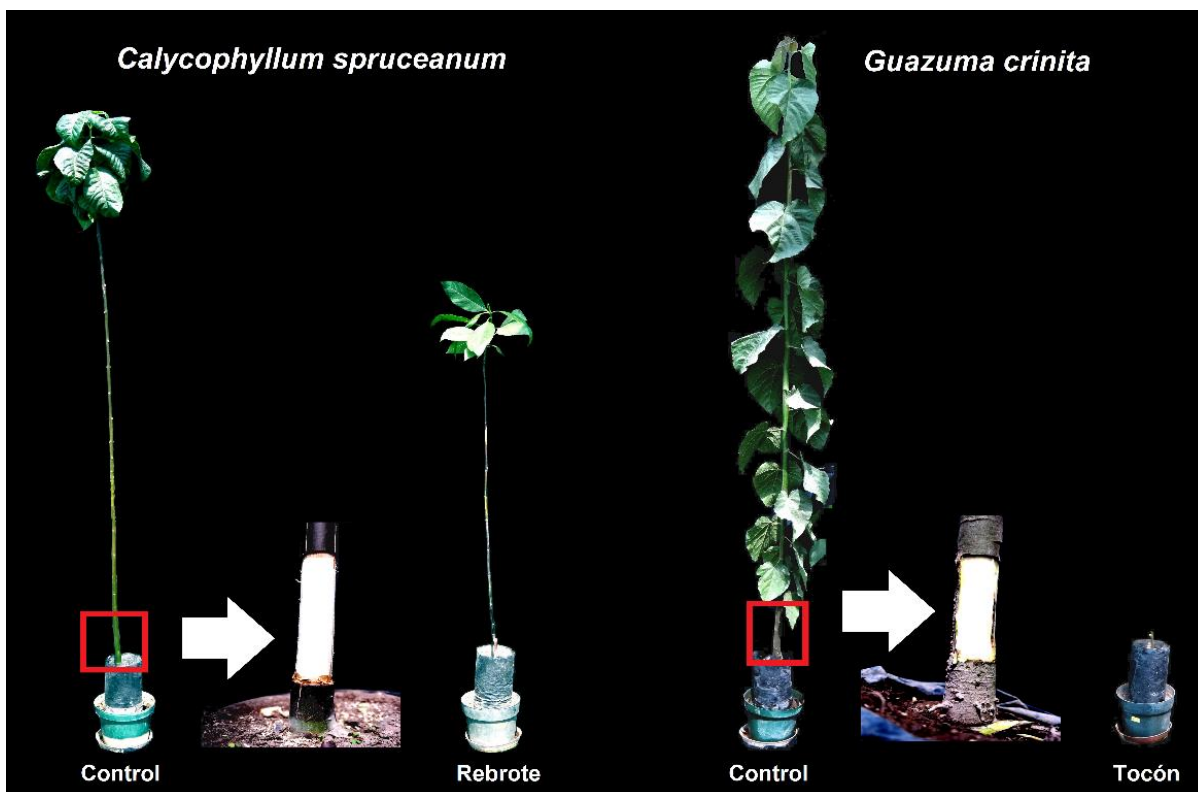 Calycophyllum spruceanum
Guazuma crinita
Control
Rebrote
Control
Tocón